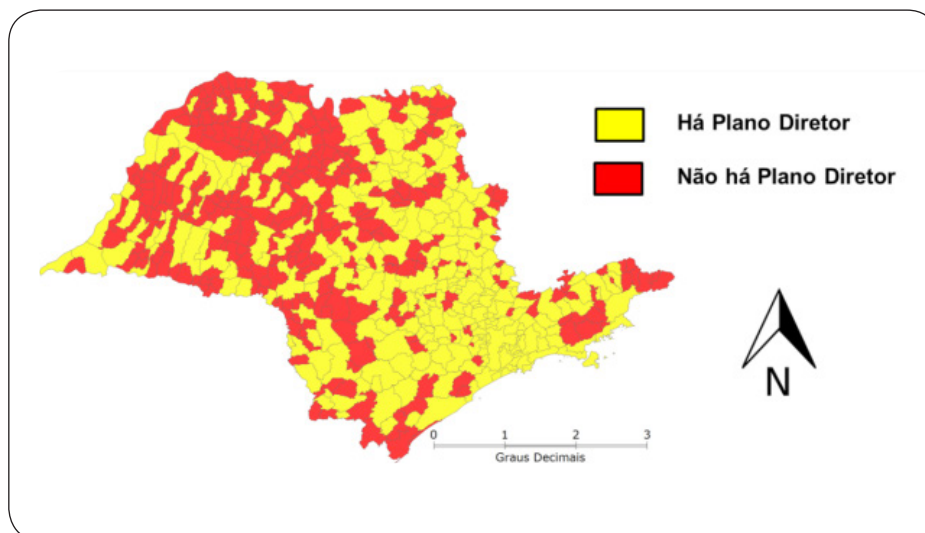 Há Plano Diretor
Não há Plano Diretor
N
0 1 2 3
Graus Decimais